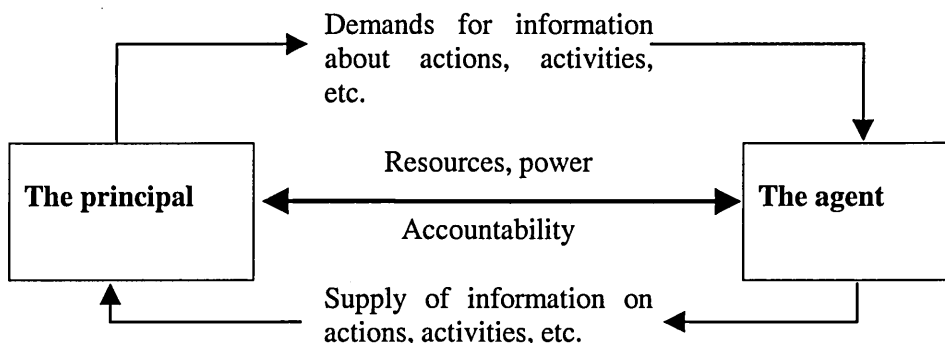 Demands for information
about actions, activities,
etc.
The principal
Resources, power
Accountability
The agent
Supply of information on
actions, activities, etc.